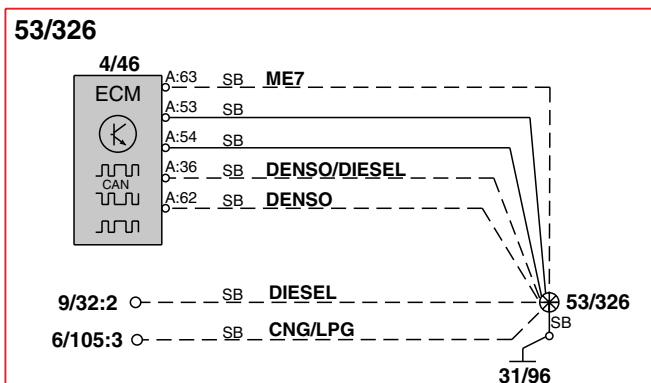 53/326
4/46
ECM
CAN
A:63 SB ME7
A:53 SB
A:54 SB
A:36 SB DENSO/DIESEL
A:62 SB DENSO
9/32:2 SB DIESEL
53/326
6/105:3 SB CNG/LPG
SB
31/96